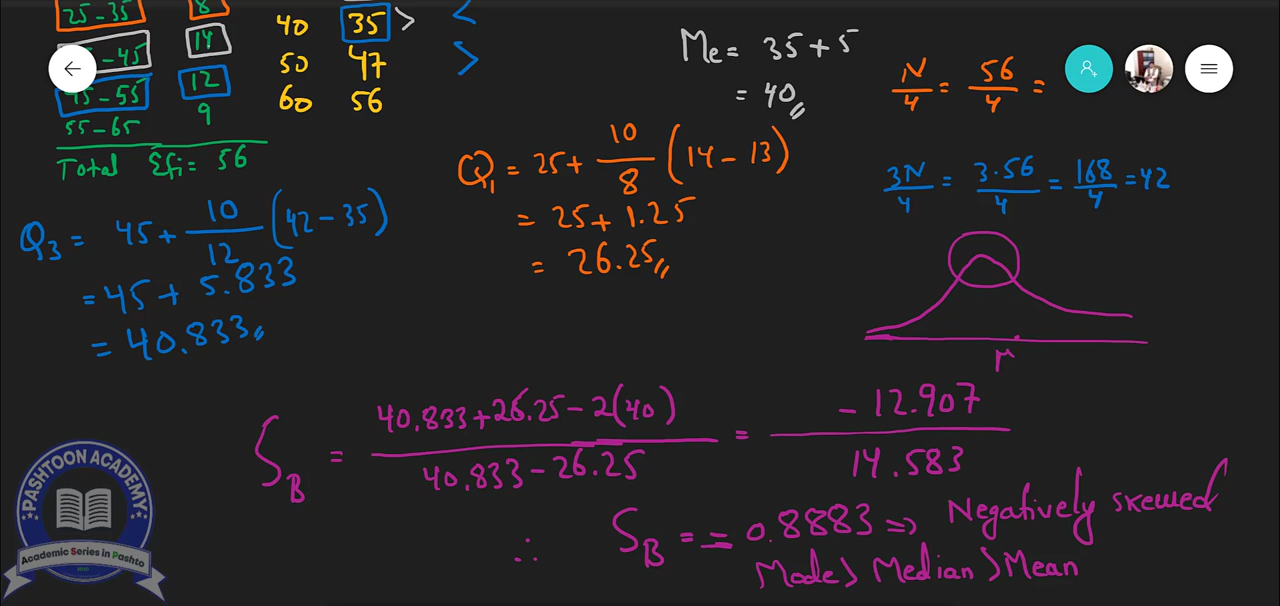 25-35 8 40 35 > <
-45 14 50 47 >
45-55 12 60 56
55-65 9
Total Σfi = 56
Me = 35 + 5
= 40
N/4 = 56/4 =
Q1 = 25 + 10/8 (14 - 13)
= 25 + 1.25
= 26.25
3N/4 = 3.56/4 = 168/4 = 42
Q3 = 45 + 10/12 (42 - 35)
= 45 + 5.833
= 40.833
SB = 40.833 + 26.25 - 2(40) / 40.833 - 26.25 = -12.907 / 14.583
∴ SB = -0.8883 ⇒ Negatively skewed
Mode > Median > Mean
PASHTOON ACADEMY
Academic Series in Pashto